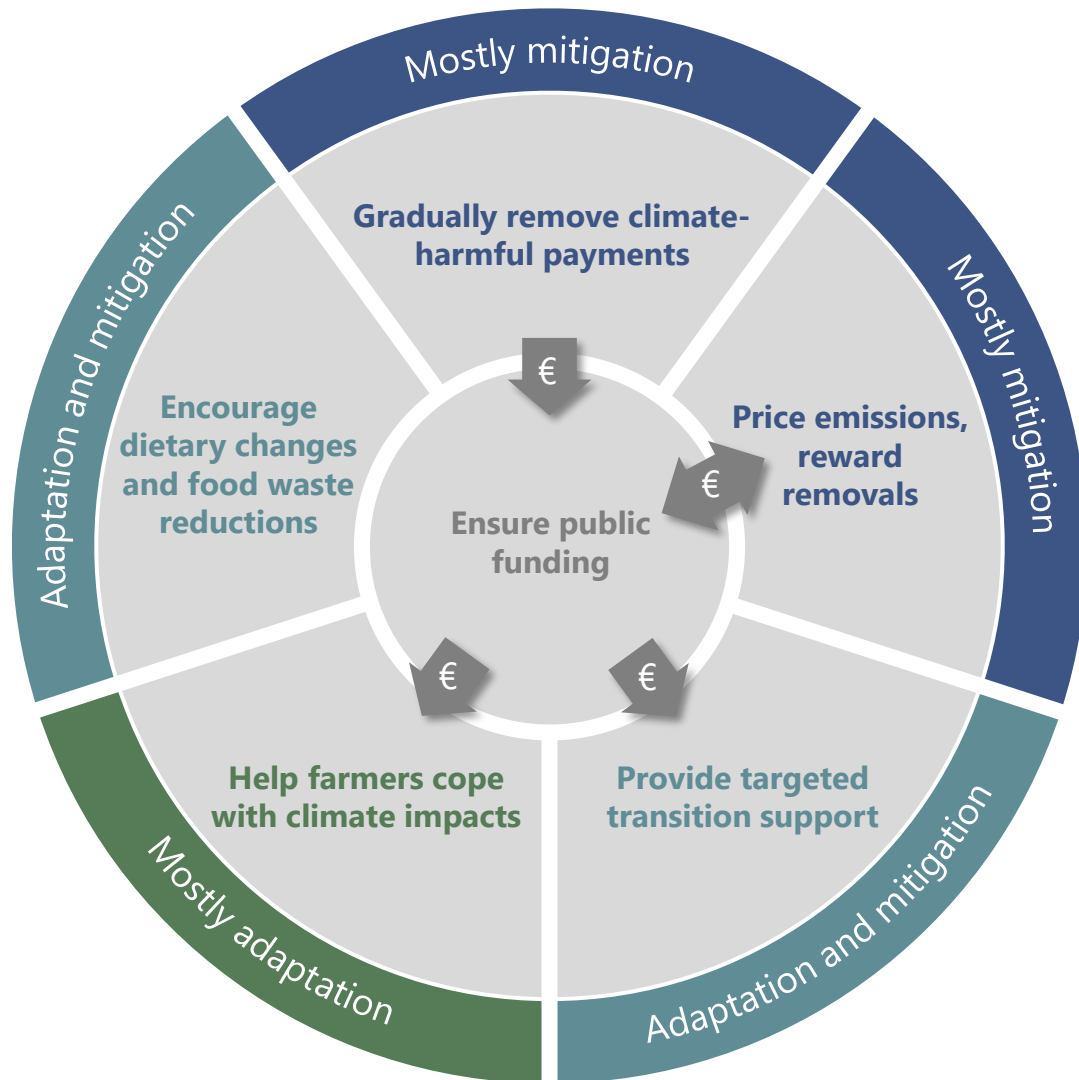 Mostly mitigation
Gradually remove climate-
harmful payments
€
Mostly mitigation
Price emissions,
reward
removals
€
Adaptation and mitigation
Provide targeted
transition support
€
Mostly adaptation
Help farmers cope
with climate impacts
€
Adaptation and mitigation
Encourage
dietary changes
and food waste
reductions
Ensure public
funding